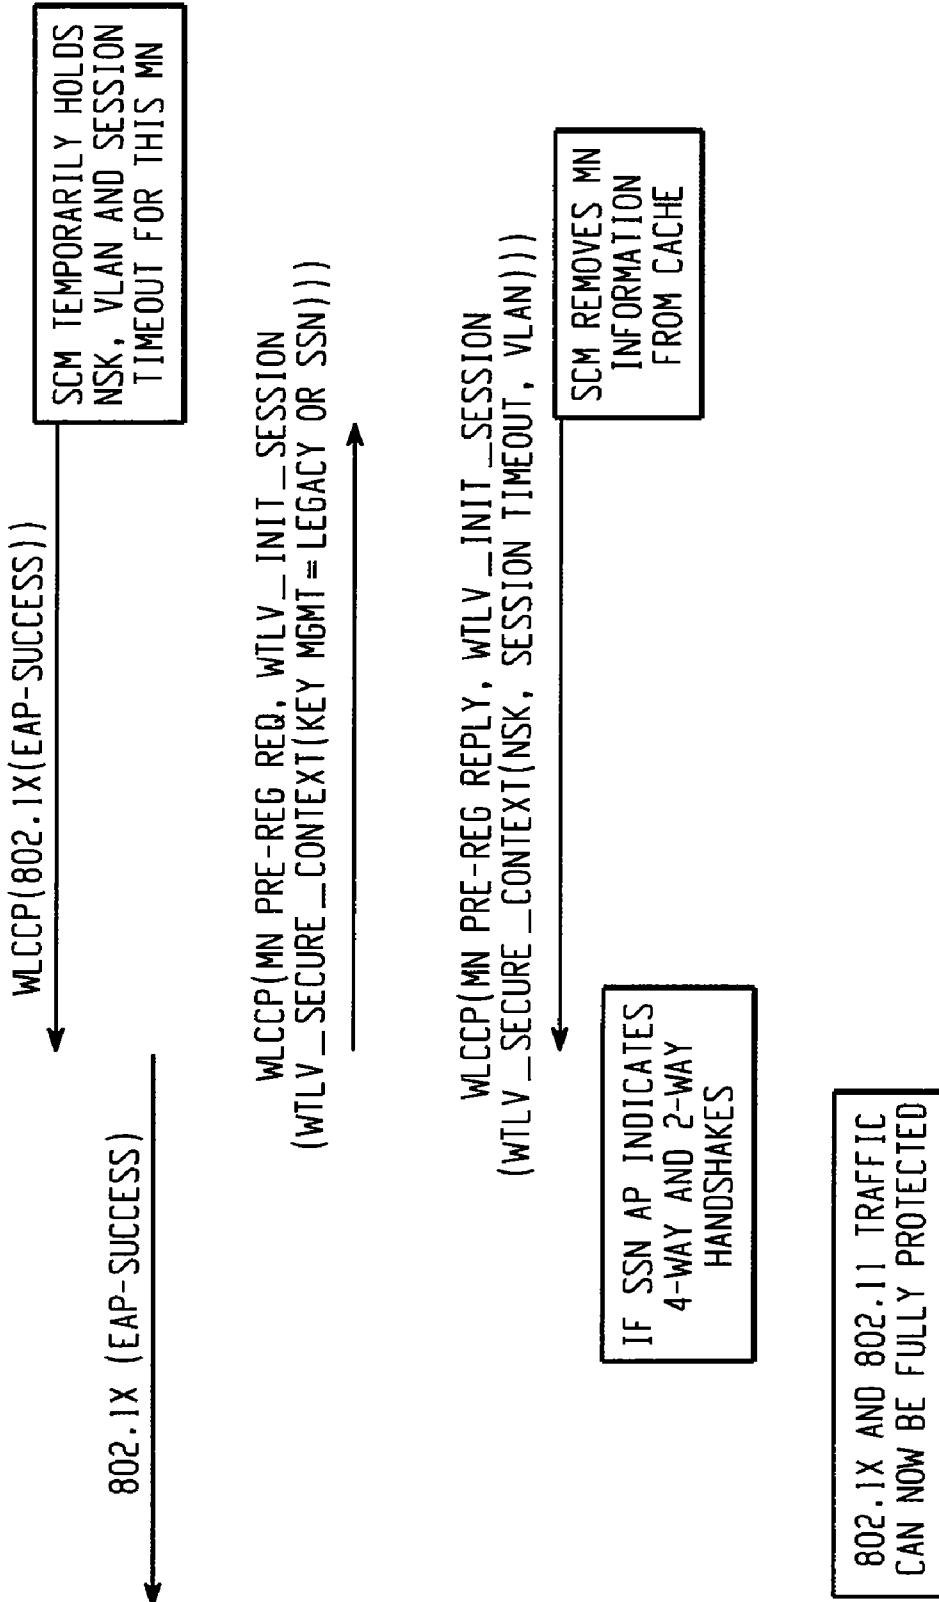 SCM TEMPORARILY HOLDS
NSK, VLAN AND SESSION
TIMEOUT FOR THIS MN
WLCCP(802.1X(EAP-SUCCESS))
802.1X (EAP-SUCCESS)
WLCCP(MN PRE-REG REQ, WTLV_INIT_SESSION
(WTLV_SECURE_CONTEXT(KEY MGMT=LEGACY OR SSN)))
WLCCP(MN PRE-REG REPLY, WTLV_INIT_SESSION
(WTLV_SECURE_CONTEXT(NSK, SESSION TIMEOUT, VLAN)))
SCM REMOVES MN
INFORMATION
FROM CACHE
IF SSN AP INDICATES
4-WAY AND 2-WAY
HANDSHAKES
802.1X AND 802.11 TRAFFIC
CAN NOW BE FULLY PROTECTED